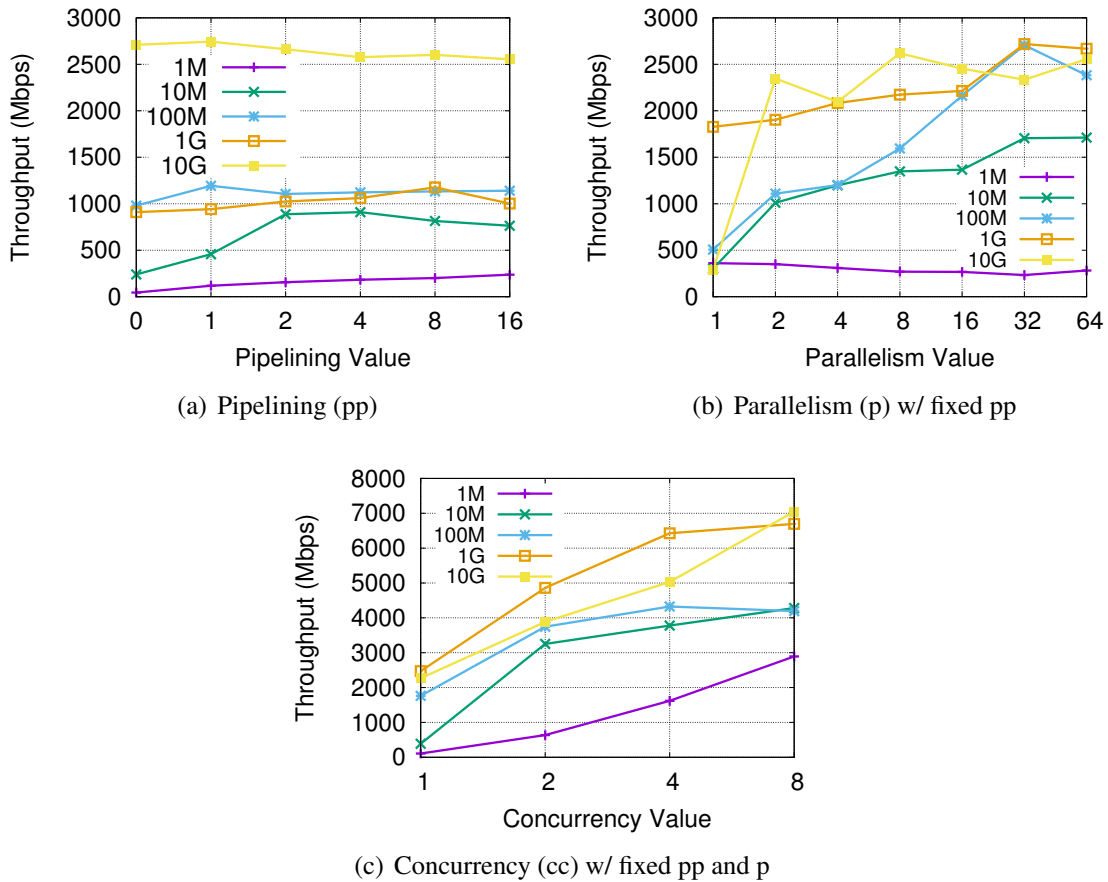 3000
2500
2000
1500
1000
500
0
Throughput (Mbps)
1M
10M
100M
1G
10G
0 1 2 4 8 16
Pipelining Value
(a) Pipelining (pp)
3000
2500
2000
1500
1000
500
0
Throughput (Mbps)
1M
10M
100M
1G
10G
1 2 4 8 16 32 64
Parallelism Value
(b) Parallelism (p) w/ fixed pp
8000
7000
6000
5000
4000
3000
2000
1000
0
Throughput (Mbps)
1M
10M
100M
1G
10G
1 2 4 8
Concurrency Value
(c) Concurrency (cc) w/ fixed pp and p